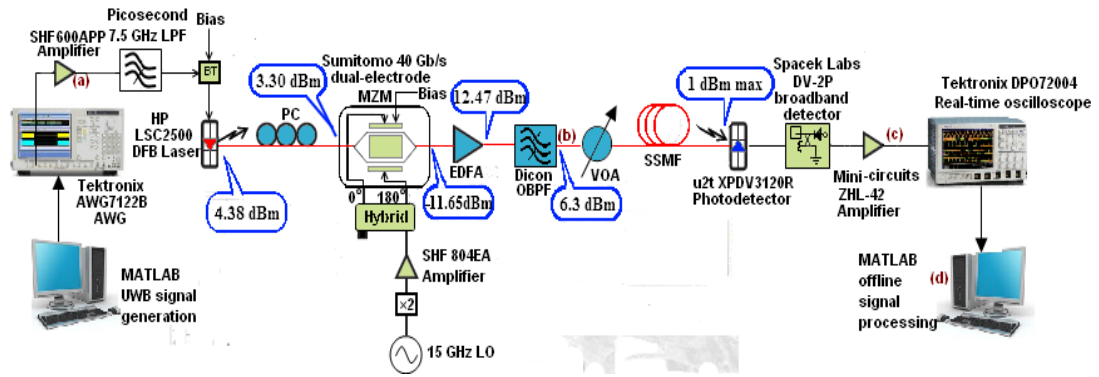 Picosecond
7.5 GHz LPF
Bias
SHF600APP
Amplifier
(a)
BT
Sumitomo 40 Gb/s
dual-electrode
MZM
Bias
3.30 dBm
12.47 dBm
1 dBm max
Spacek Labs
DV-2P
broadband
detector
Tektronix DPO72004
Real-time oscilloscope
HP
LSC2500
DFB Laser
PC
EDFA
Dicon
OBPF
(b)
VOA
SSMF
u2t XPDV3120R
Photodetector
(c)
Mini-circuits
ZHL-42
Amplifier
Tektronix
AWG7122B
AWG
4.38 dBm
0°
180°
Hybrid
-11.65dBm
6.3 dBm
SHF 804EA
Amplifier
×2
15 GHz LO
MATLAB
UWB signal
generation
MATLAB
offline
signal
processing
(d)